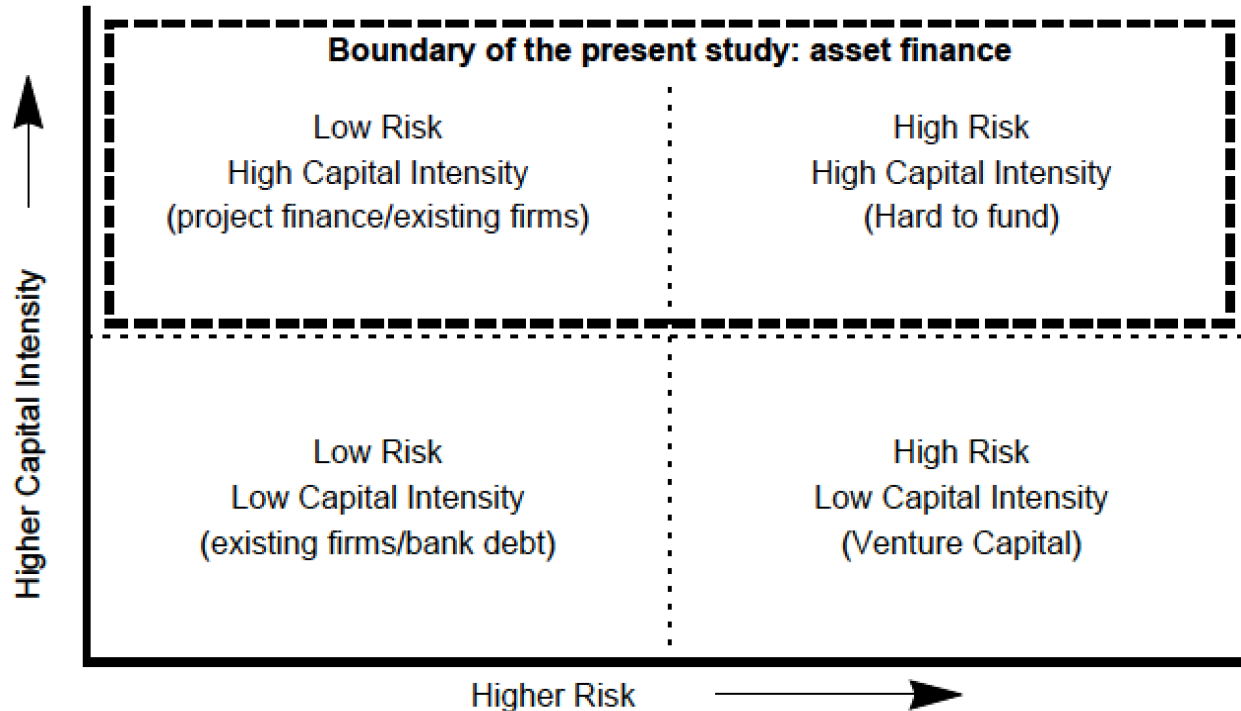 Boundary of the present study: asset finance
Low Risk
High Capital Intensity
(project finance/existing firms)
High Risk
High Capital Intensity
(Hard to fund)
Low Risk
Low Capital Intensity
(existing firms/bank debt)
High Risk
Low Capital Intensity
(Venture Capital)
Higher Capital Intensity
Higher Risk